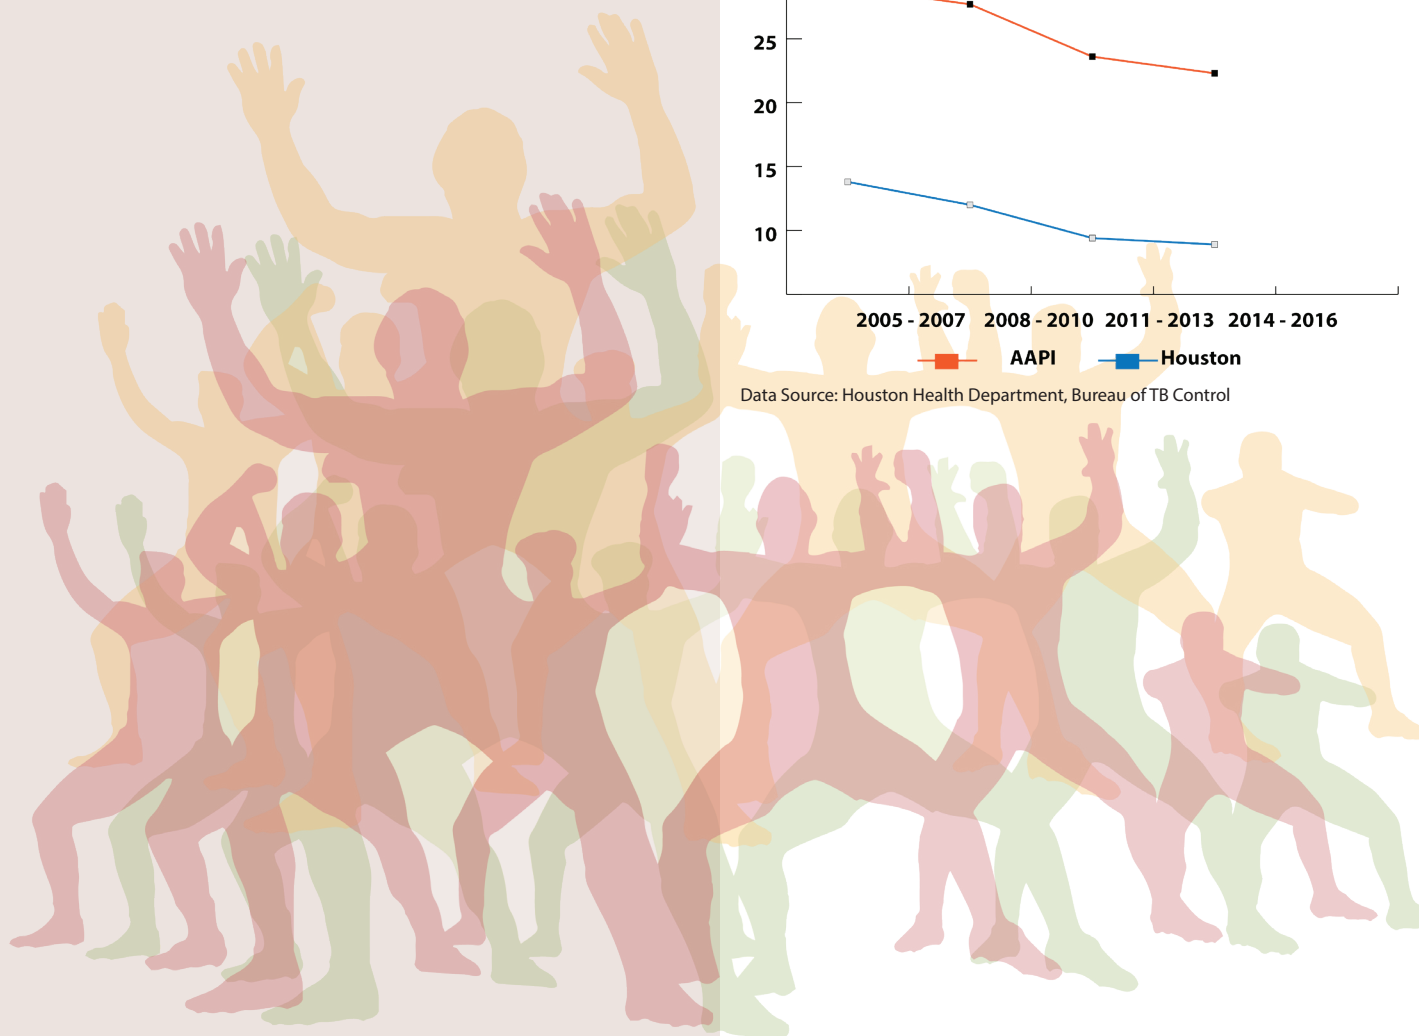 25
20
15
10
2005 - 2007 2008 - 2010 2011 - 2013 2014 - 2016
AAPI Houston
Data Source: Houston Health Department, Bureau of TB Control